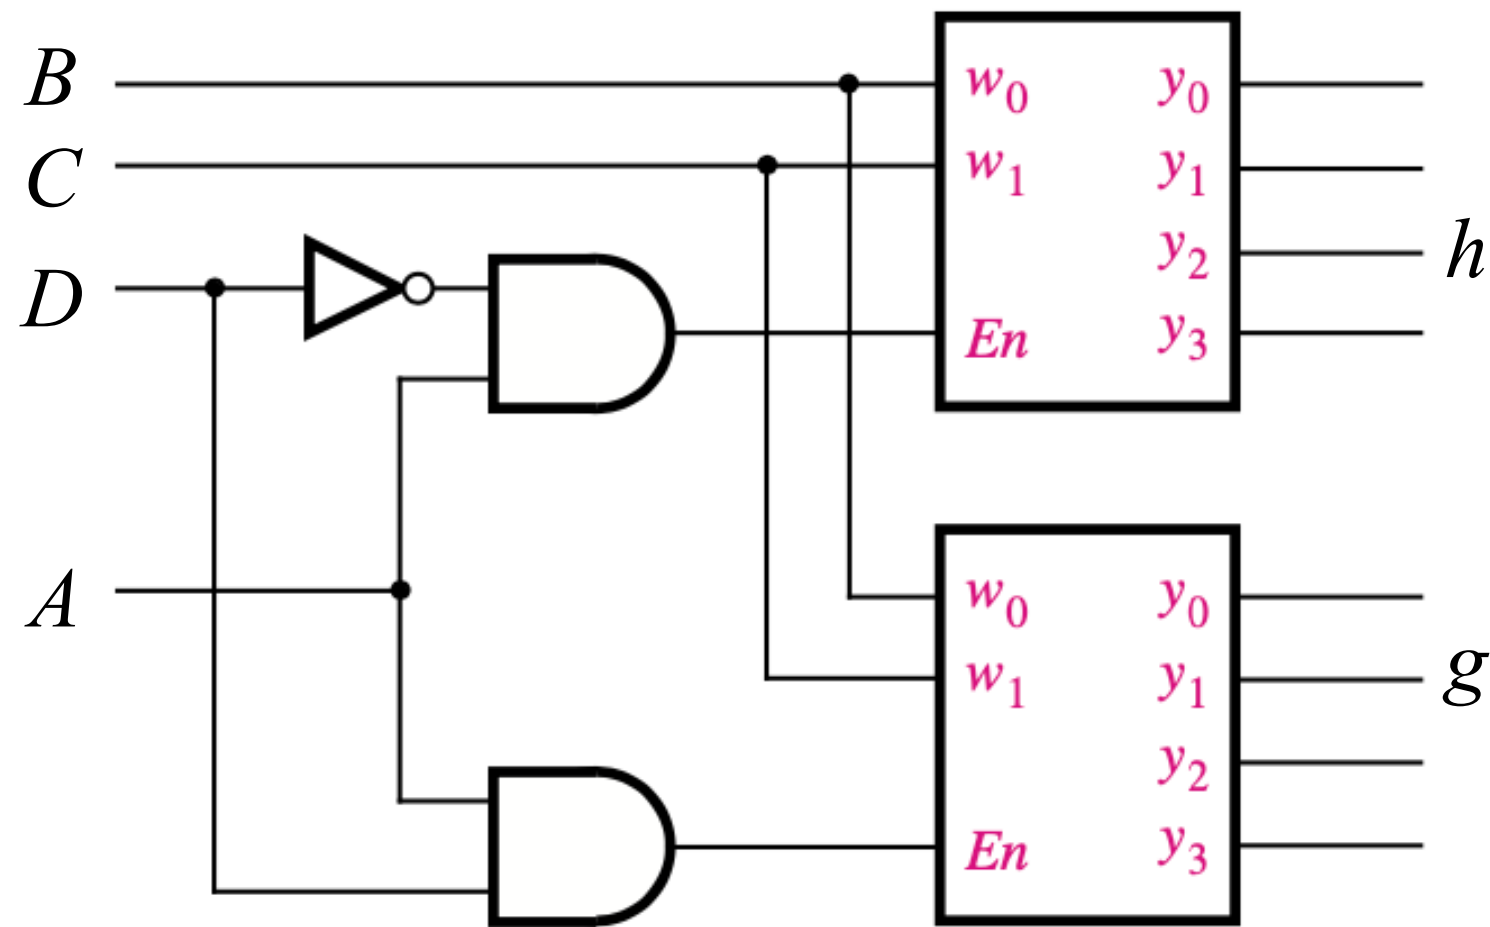 B w₀ y₀
C w₁ y₁
y₂ h
D En y₃
A w₀ y₀
w₁ y₁ g
y₂
En y₃